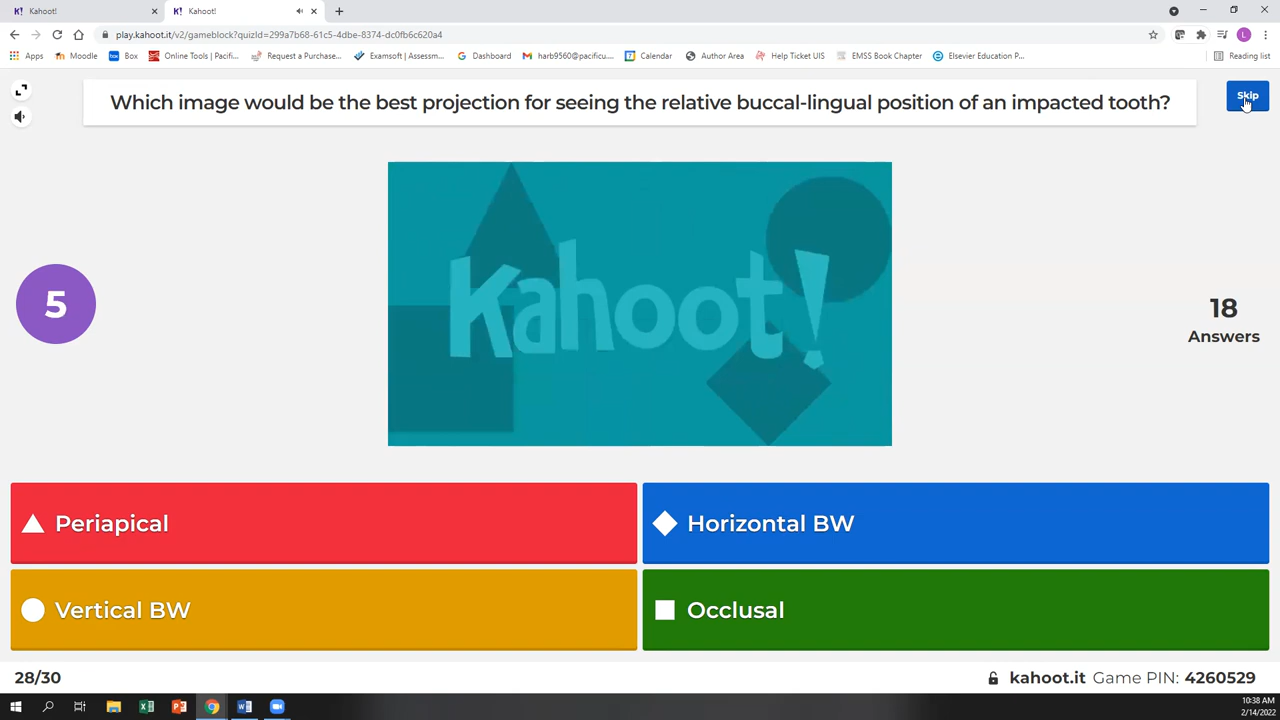 K! Kahoot! × K! Kahoot! × +
play.kahoot.it/v2/gameblock?quizId=299a7b68-61c5-4dbe-8374-dc0fb6c620a4 L
Apps Moodle Box Online Tools | Pacifi... Request a Purchase... Examsoft | Assessm... Dashboard harb9560@pacificu... Calendar Author Area Help Ticket UIS EMSS Book Chapter Elsevier Education P... Reading list
Which image would be the best projection for seeing the relative buccal-lingual position of an impacted tooth?
Skip
Kahoot!
5
18
Answers
Periapical
Horizontal BW
Vertical BW
Occlusal
28/30
kahoot.it Game PIN: 4260529
10:38 AM
2/14/2022